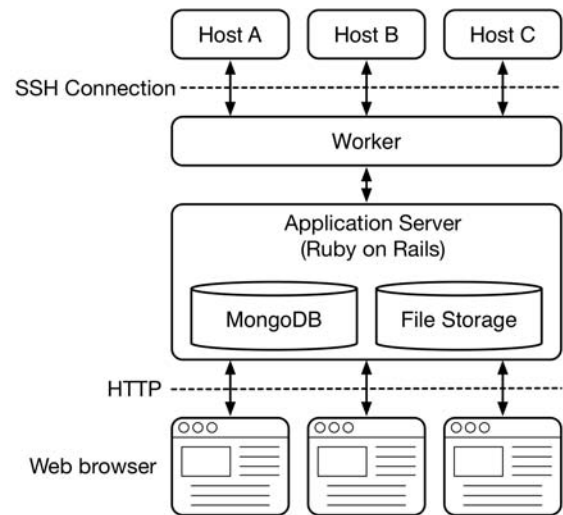 Host A
Host B
Host C
SSH Connection
Worker
Application Server
(Ruby on Rails)
MongoDB
File Storage
HTTP
Web browser